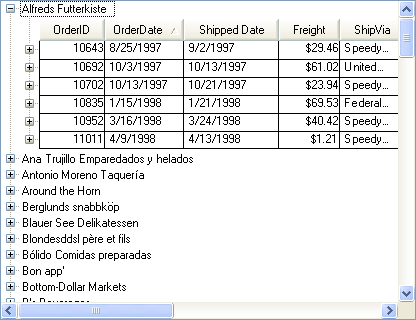 Alfreds Futterkiste
OrderID OrderDate Shipped Date Freight ShipVia
10643 8/25/1997 9/2/1997 $29.46 Speedy...
10692 10/3/1997 10/13/1997 $61.02 United...
10702 10/13/1997 10/21/1997 $23.94 Speedy...
10835 1/15/1998 1/21/1998 $69.53 Federal...
10952 3/16/1998 3/24/1998 $40.42 Speedy...
11011 4/9/1998 4/13/1998 $1.21 Speedy...
Ana Trujillo Emparedados y helados
Antonio Moreno Taquería
Around the Horn
Berglunds snabbköp
Blauer See Delikatessen
Blondesddsl père et fils
Bólido Comidas preparadas
Bon app'
Bottom-Dollar Markets
B's Beverages